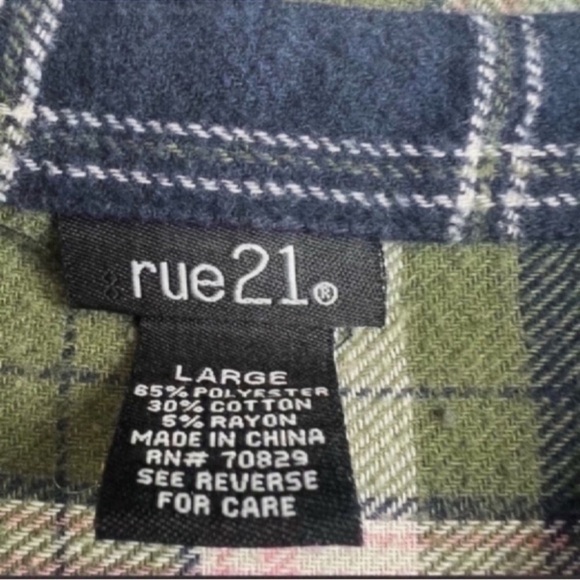 rue21®
LARGE
65% POLYESTER
30% COTTON
5% RAYON
MADE IN CHINA
RN# 70829
SEE REVERSE
FOR CARE